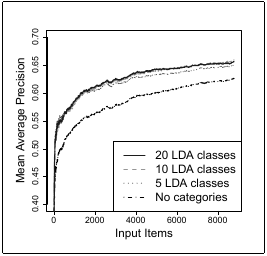 0.70
0.65
0.60
0.55
0.50
0.45
0.40
Mean Average Precision
20 LDA classes
10 LDA classes
5 LDA classes
No categories
0 2000 4000 6000 8000
Input Items